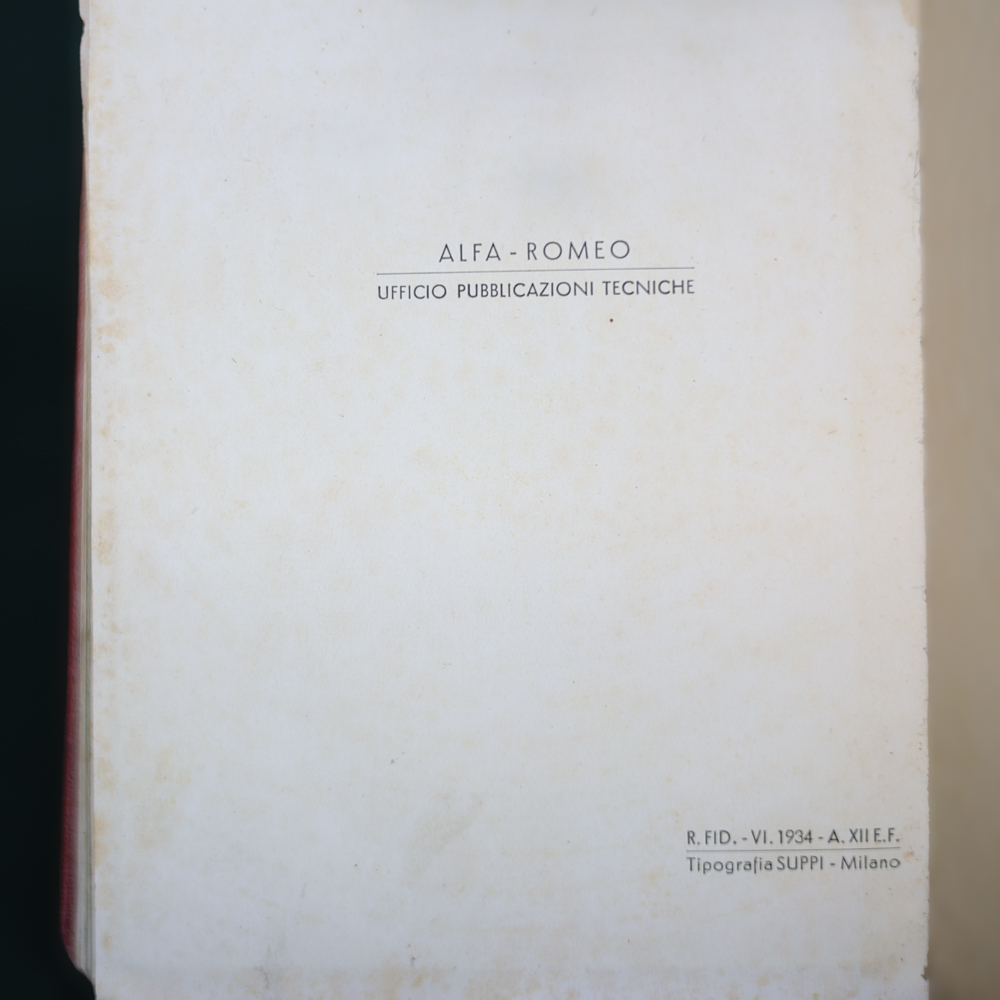 ALFA - ROMEO
UFFICIO PUBBLICAZIONI TECNICHE
R. FID. - VI. 1934 - A. XII E.F.
Tipografia SUPPI - Milano